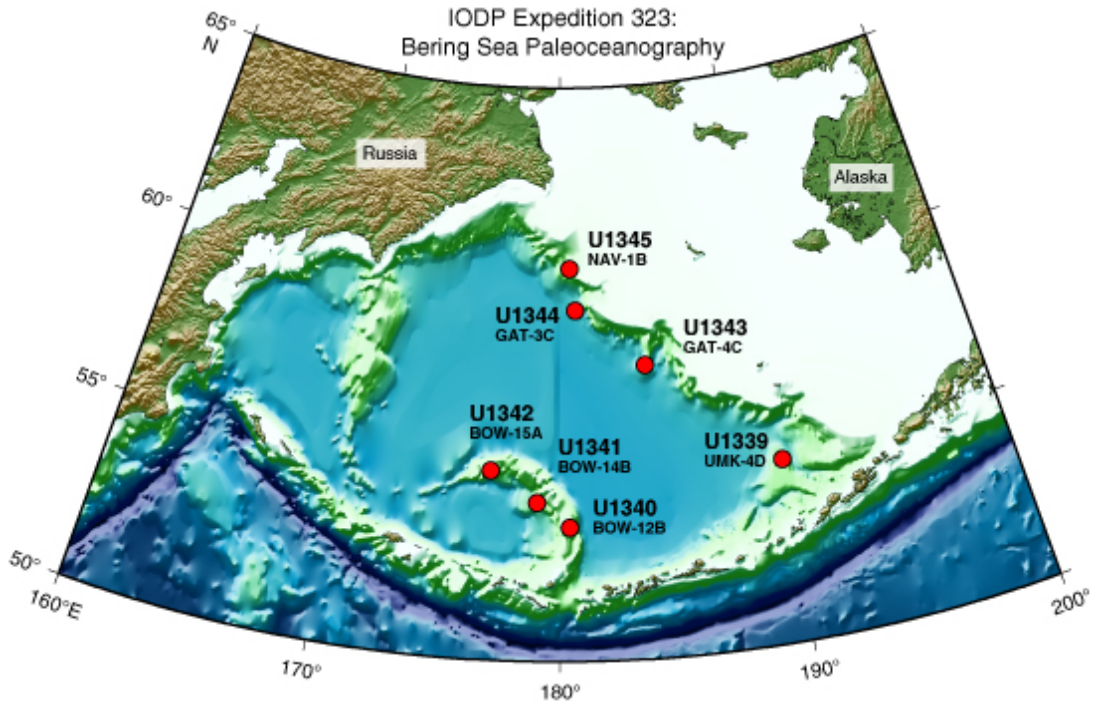 IODP Expedition 323:
Bering Sea Paleoceanography
65°
N
Russia
Alaska
60°
U1345
NAV-1B
U1344
GAT-3C
U1343
GAT-4C
55°
U1342
BOW-15A
U1341
BOW-14B
U1339
UMK-4D
U1340
BOW-12B
50°
160°E
170°
180°
190°
200°